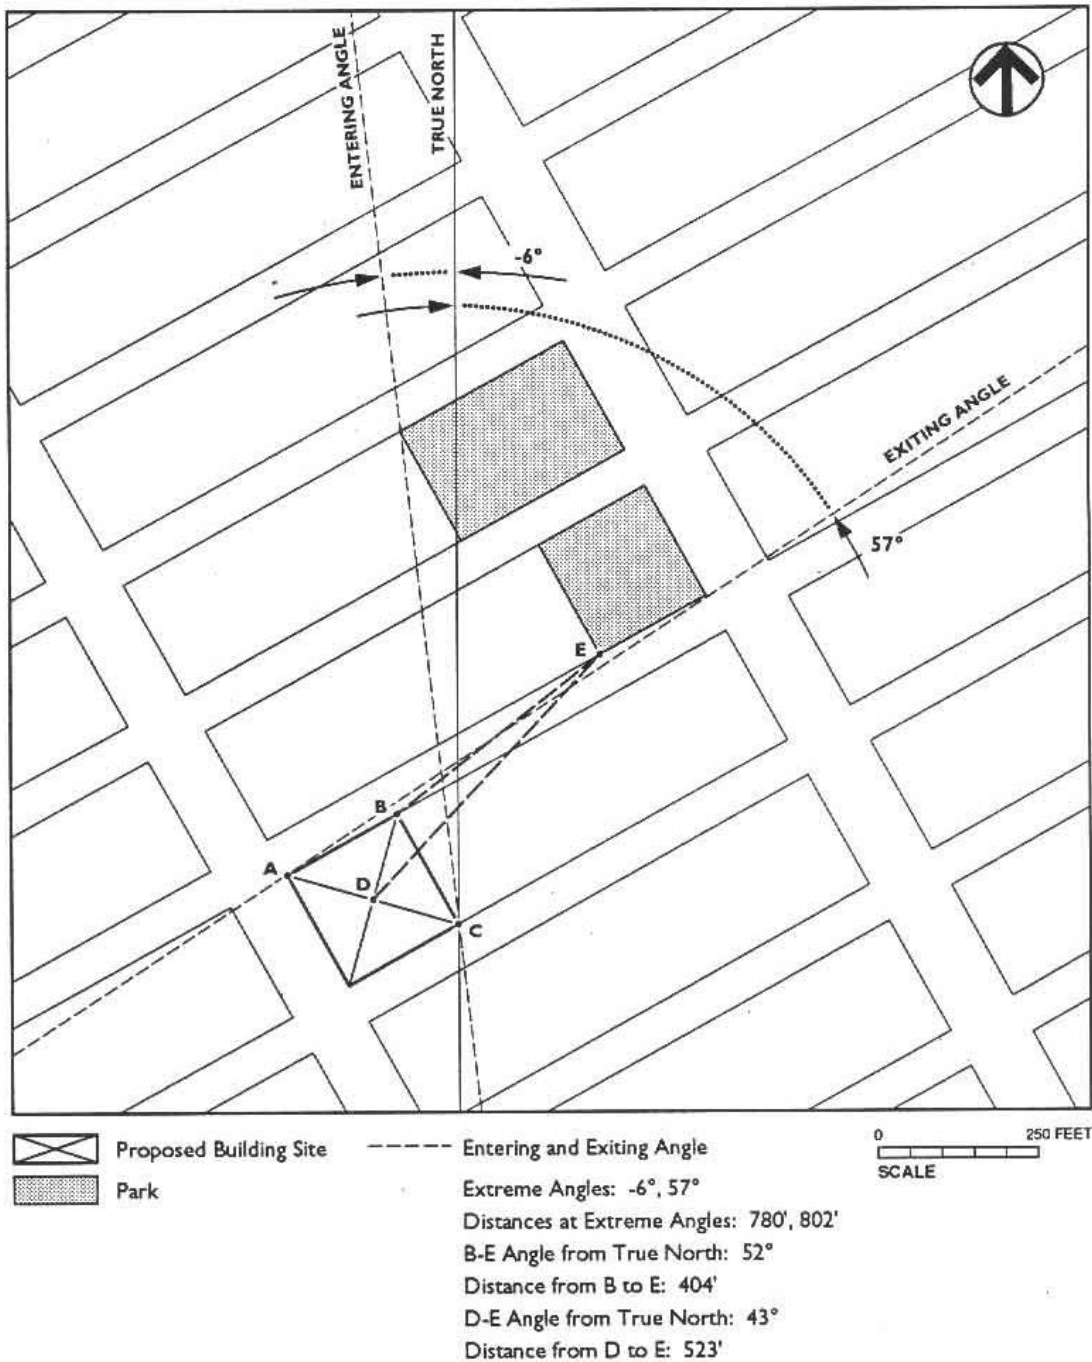 ENTERING ANGLE
TRUE NORTH
-6°
EXITING ANGLE
57°
E
B
A
D
C
Proposed Building Site
Park
Entering and Exiting Angle
Extreme Angles: -6°, 57°
Distances at Extreme Angles: 780', 802'
B-E Angle from True North: 52°
Distance from B to E: 404'
D-E Angle from True North: 43°
Distance from D to E: 523'
0 250 FEET
SCALE